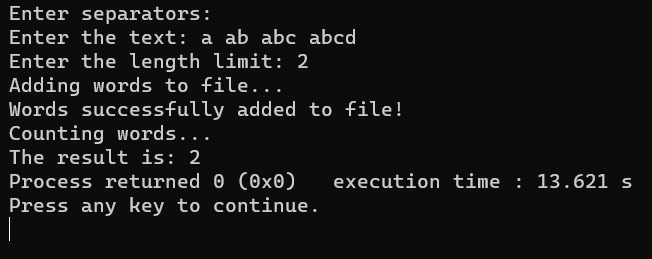 Enter separators:
Enter the text: a ab abc abcd
Enter the length limit: 2
Adding words to file...
Words successfully added to file!
Counting words...
The result is: 2
Process returned 0 (0x0)   execution time : 13.621 s
Press any key to continue.